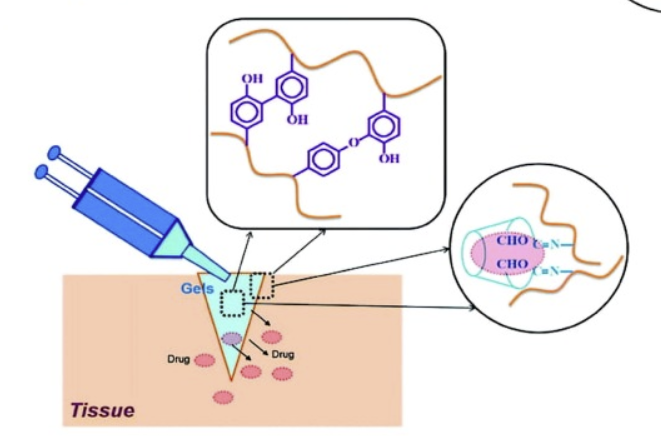 OH
OH
O
OH
CHO C=N
CHO
C=N
Gels
Drug
Drug
Tissue